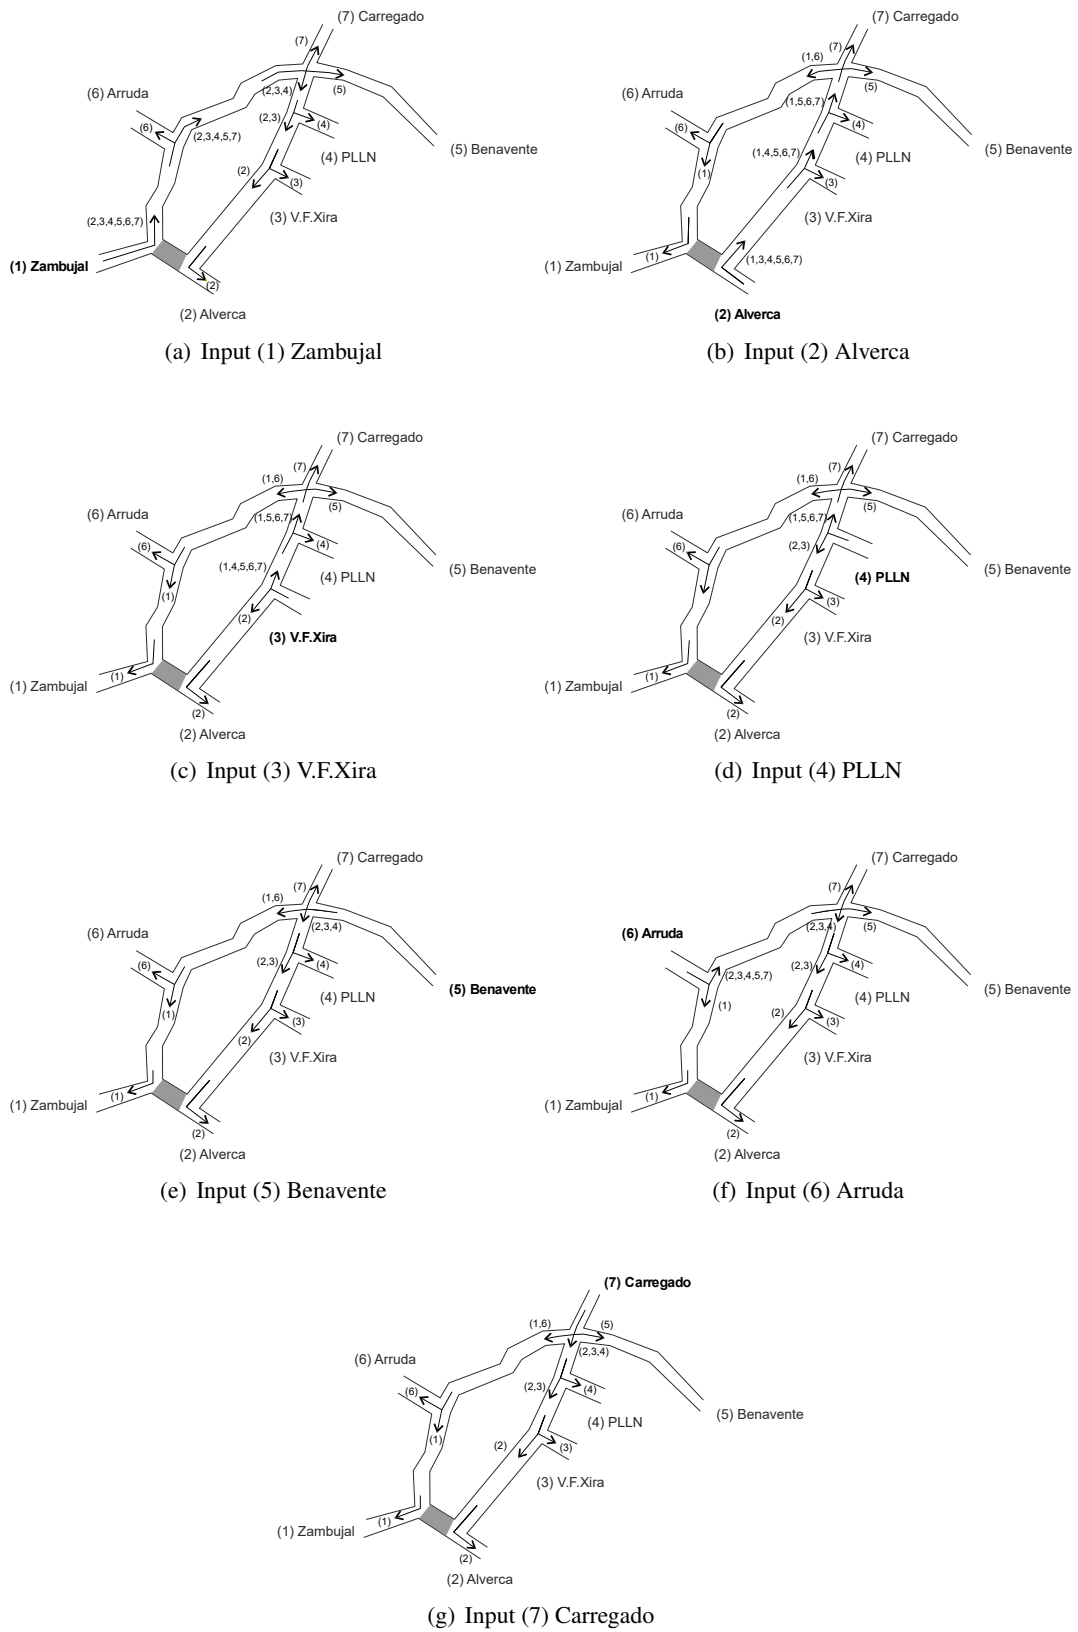 (7) Carregado
(7)
(6) Arruda
(2,3,4)
(5)
(2,3)
(4)
(6)
(2,3,4,5,7)
(5) Benavente
(4) PLLN
(2)
(3)
(2,3,4,5,6,7)
(3) V.F.Xira
(1) Zambujal
(2)
(2) Alverca
(a) Input (1) Zambujal
(7) Carregado
(7)
(1,6)
(5)
(6) Arruda
(1,5,6,7)
(4)
(6)
(5) Benavente
(1,4,5,6,7)
(4) PLLN
(1)
(3)
(3) V.F.Xira
(1)
(1,3,4,5,6,7)
(1) Zambujal
(2) Alverca
(b) Input (2) Alverca
(7) Carregado
(7)
(1,6)
(5)
(6) Arruda
(1,5,6,7)
(6)
(4)
(1,4,5,6,7)
(5) Benavente
(4) PLLN
(1)
(2)
(3) V.F.Xira
(1)
(1) Zambujal
(2)
(2) Alverca
(c) Input (3) V.F.Xira
(7) Carregado
(7)
(1,6)
(5)
(6) Arruda
(1,5,6,7)
(6)
(2,3)
(5) Benavente
(4) PLLN
(3)
(2)
(3) V.F.Xira
(1)
(1) Zambujal
(2)
(2) Alverca
(d) Input (4) PLLN
(7) Carregado
(7)
(1,6)
(2,3,4)
(6) Arruda
(2,3)
(4)
(6)
(5) Benavente
(4) PLLN
(1)
(3)
(2)
(3) V.F.Xira
(1)
(1) Zambujal
(2)
(2) Alverca
(e) Input (5) Benavente
(7) Carregado
(7)
(2,3,4)
(5)
(6) Arruda
(2,3)
(4)
(2,3,4,5,7)
(5) Benavente
(4) PLLN
(1)
(2)
(3)
(3) V.F.Xira
(1)
(1) Zambujal
(2)
(2) Alverca
(f) Input (6) Arruda
(7) Carregado
(1,6)
(5)
(2,3,4)
(6) Arruda
(2,3)
(4)
(6)
(5) Benavente
(4) PLLN
(1)
(2)
(3)
(3) V.F.Xira
(1)
(1) Zambujal
(2)
(2) Alverca
(g) Input (7) Carregado